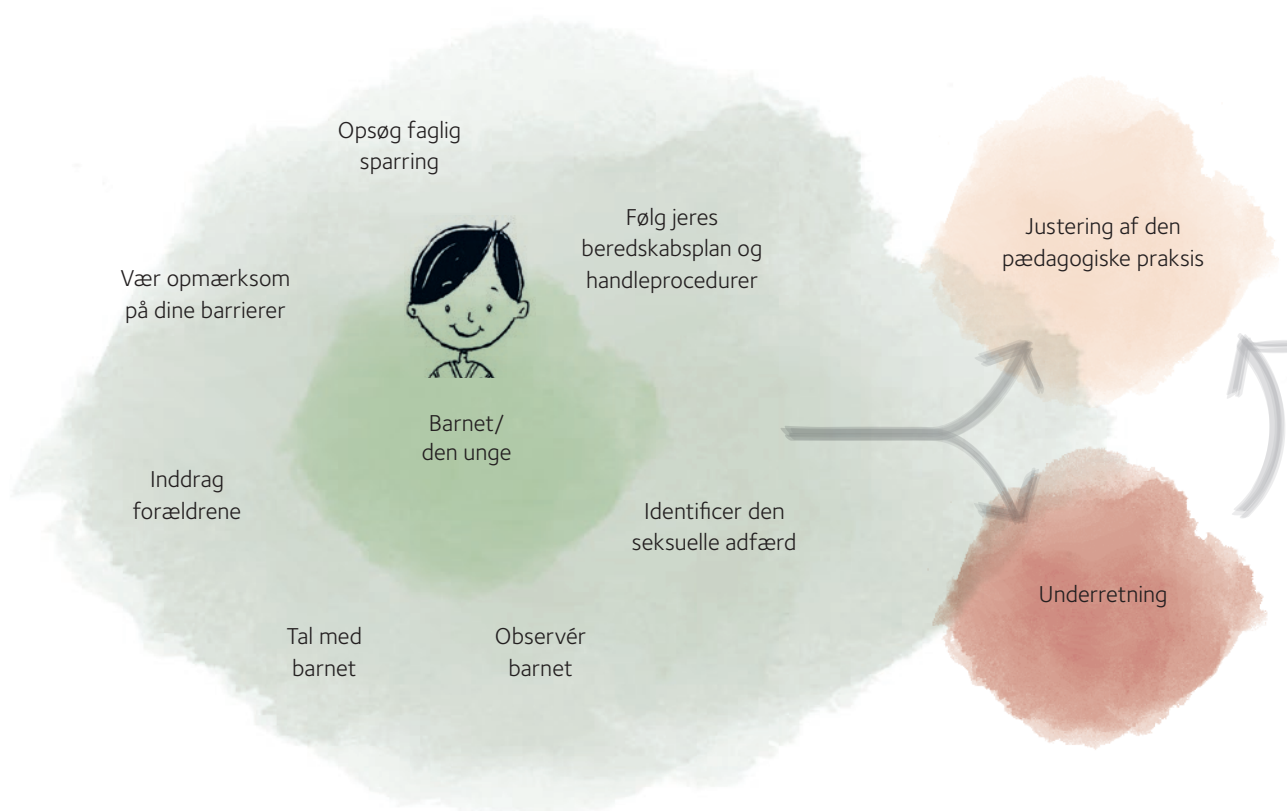 Opsøg faglig
sparring
Følg jeres
beredskabsplan og
handleprocedurer
Vær opmærksom
på dine barrierer
Barnet/
den unge
Inddrag
forældrene
Identificer den
seksuelle adfærd
Tal med
barnet
Observér
barnet
Justering af den
pædagogiske praksis
Underretning